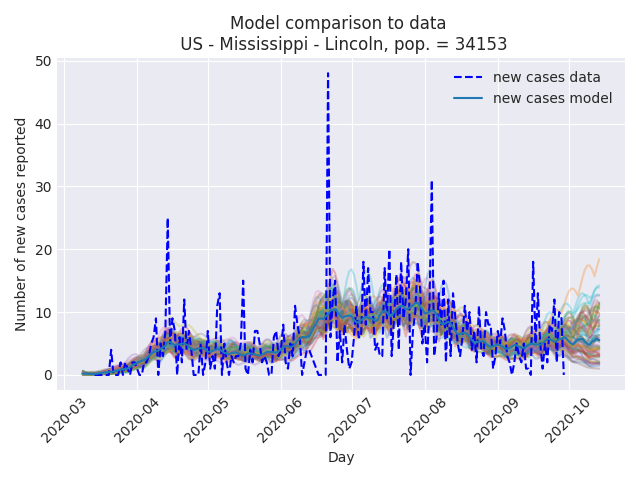 Model comparison to data
US - Mississippi - Lincoln, pop. = 34153
new cases data
new cases model
Number of new cases reported
50
40
30
20
10
0
2020-03
2020-04
2020-05
2020-06
2020-07
2020-08
2020-09
2020-10
Day